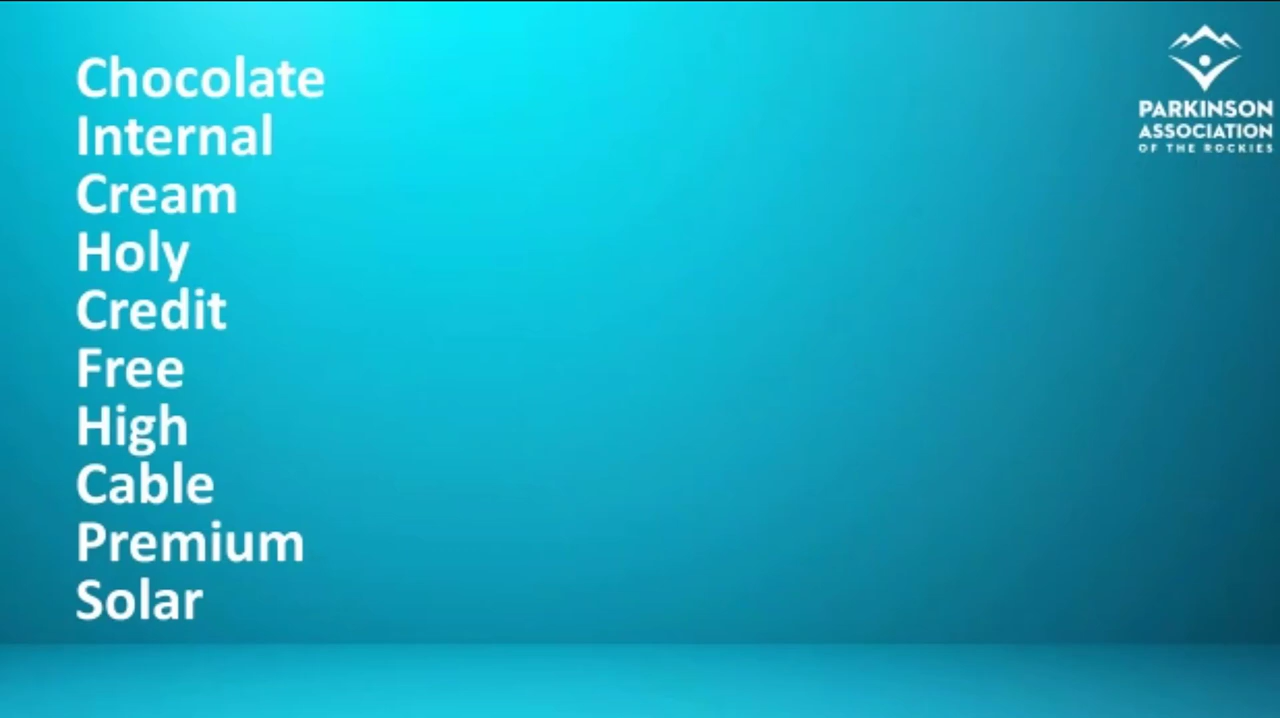 Chocolate
Internal
Cream
Holy
Credit
Free
High
Cable
Premium
Solar
PARKINSON
ASSOCIATION
OF THE ROCKIES